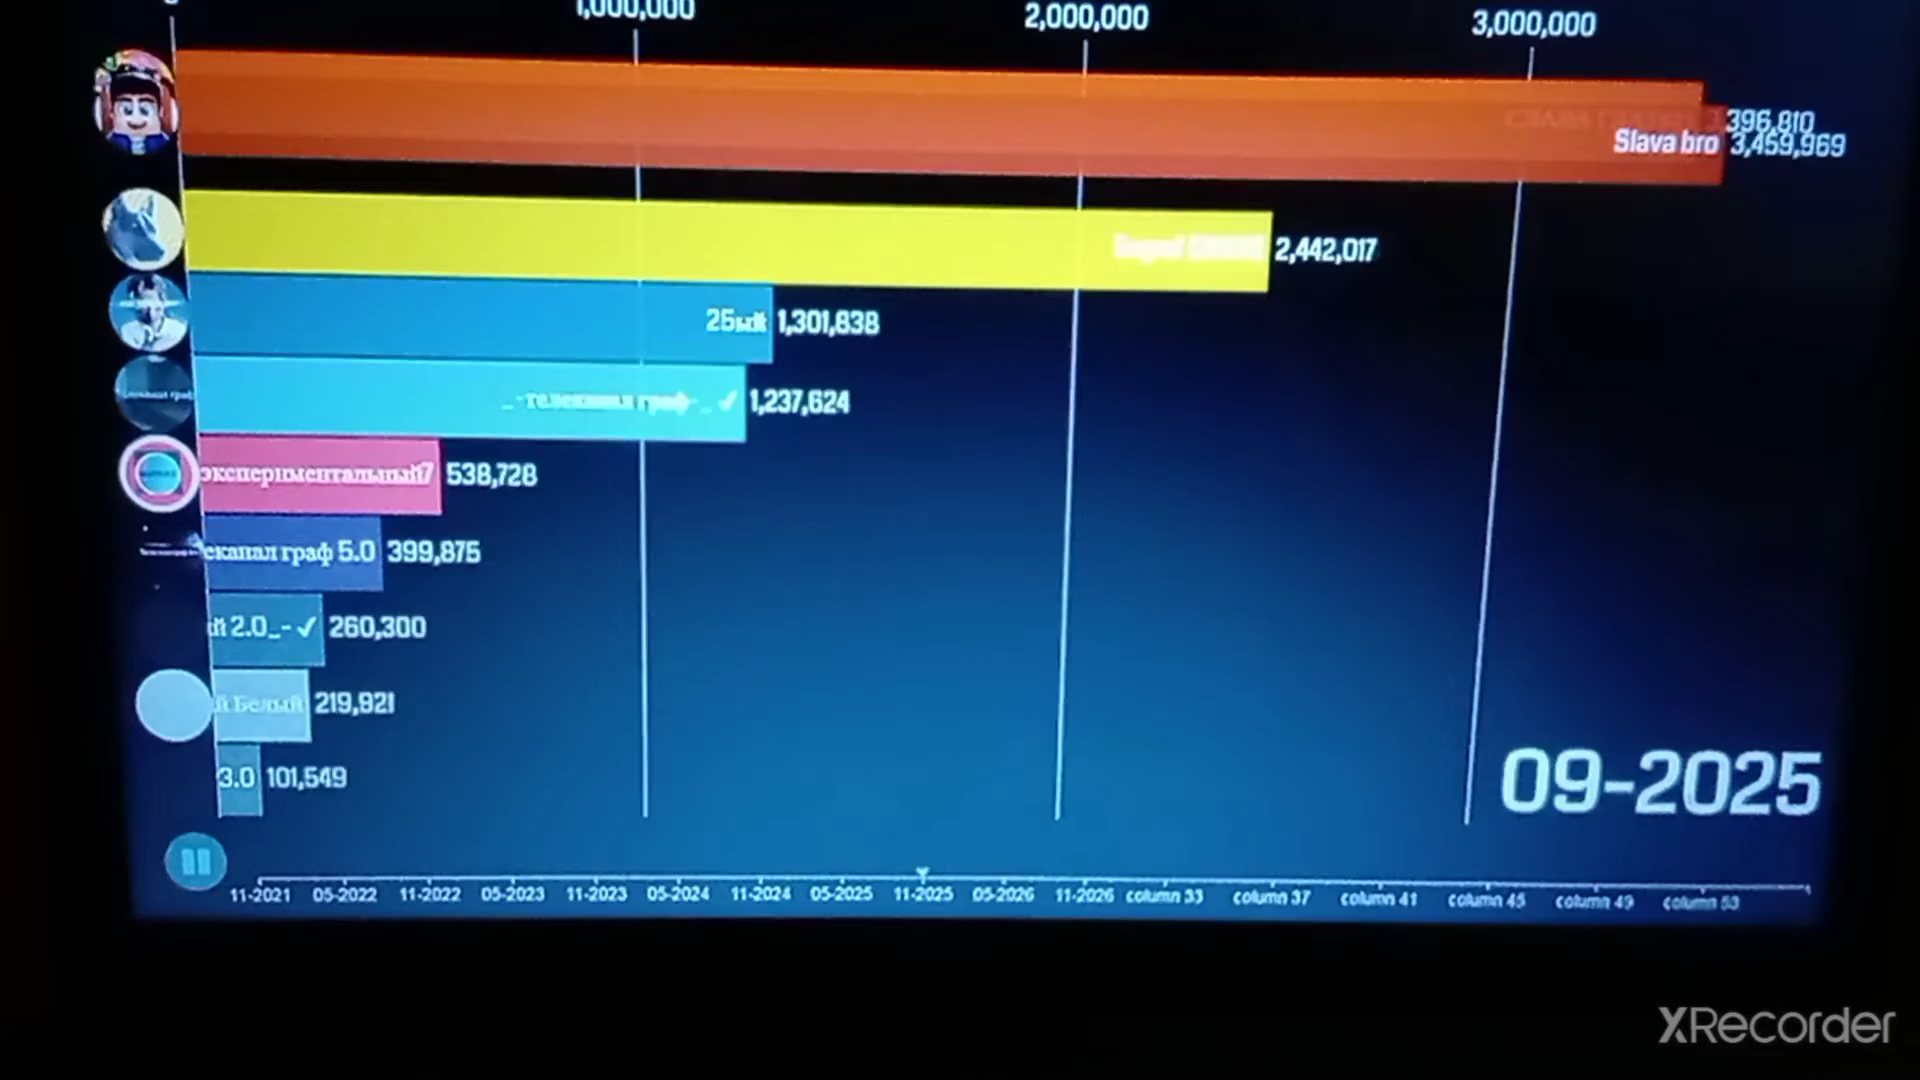 1,000,000
2,000,000
3,000,000
396,810
Slava bro 3,459,969
2,442,017
25ый 1,301,838
_-телеканал граф-_ ✓ 1,237,624
экспериментальный7 538,728
еканал граф 5.0 399,875
й 2.0_- ✓ 260,300
й Белый 219,921
3.0 101,549
09-2025
11-2021 05-2022 11-2022 05-2023 11-2023 05-2024 11-2024 05-2025 11-2025 05-2026 11-2026 column 33 column 37 column 41 column 45 column 49 column 53
XRecorder